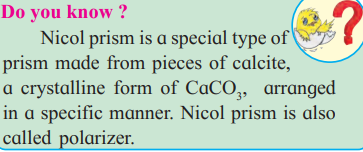 Do you know ?
Nicol prism is a special type of
prism made from pieces of calcite,
a crystalline form of CaCO₃, arranged
in a specific manner. Nicol prism is also
called polarizer.